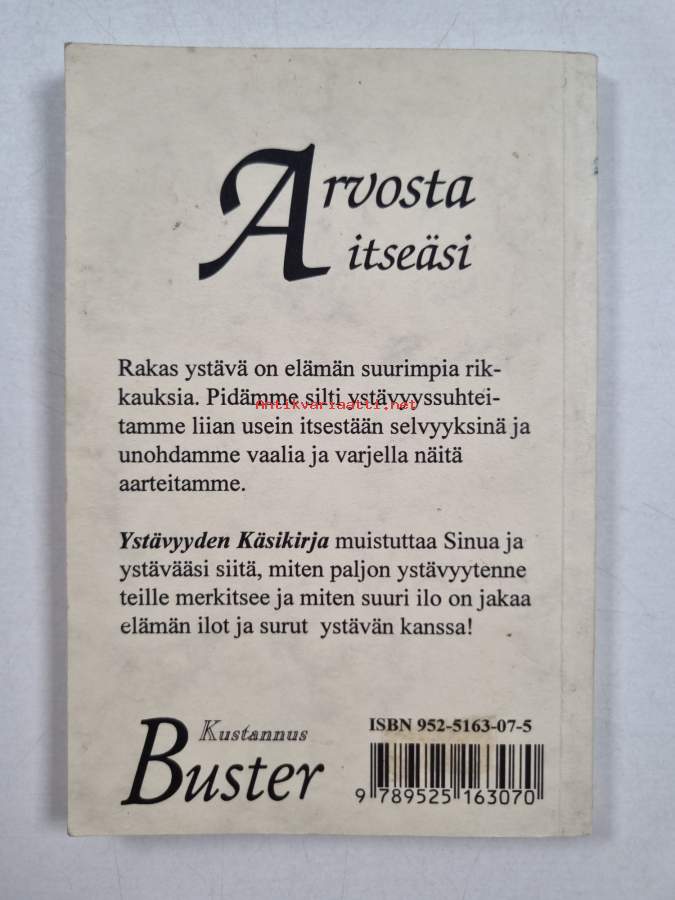 Arvosta
itseäsi
Rakas ystävä on elämän suurimpia rik-
kauksia. Pidämme silti ystävyyssuhtei-
Antikvariaatti.net
tamme liian usein itsestään selvyyksinä ja
unohdamme vaalia ja varjella näitä
aarteitamme.
Ystävyyden Käsikirja muistuttaa Sinua ja
ystävääsi siitä, miten paljon ystävyytenne
teille merkitsee ja miten suuri ilo on jakaa
elämän ilot ja surut ystävän kanssa!
Kustannus
Buster
ISBN 952-5163-07-5
9 789525 163070